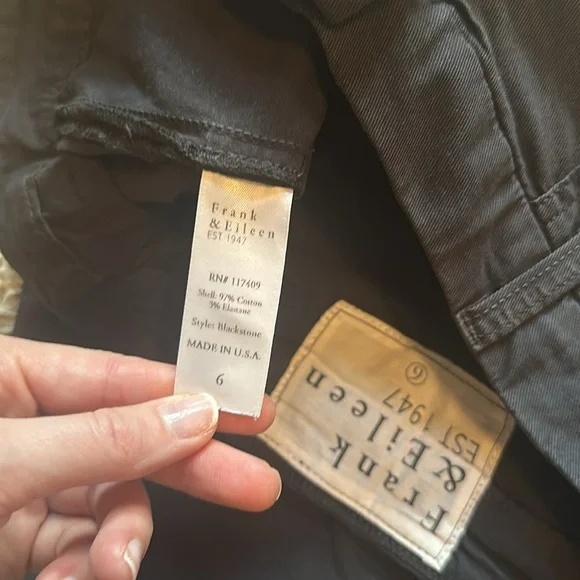 Frank
& Eileen
EST 1947
RN# 117409
Shell: 97% Cotton
3% Elastane
Style: Blackstone
MADE IN U.S.A.
6
Frank
& Eileen
EST 1947
6